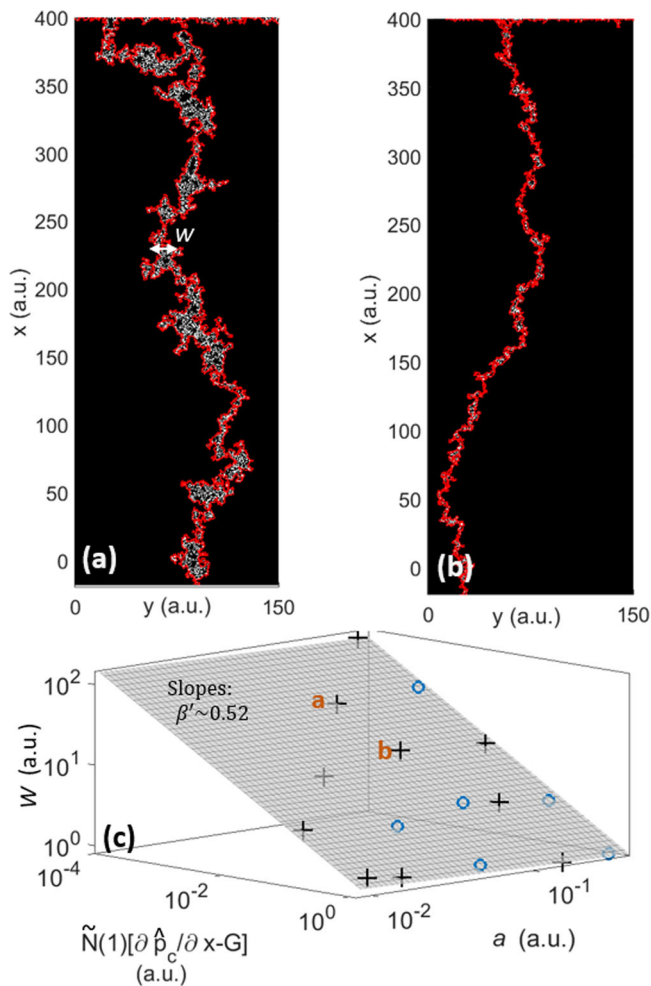 400
350
300
250
200
150
100
50
0
x (a.u.)
w
(a)
0
150
y (a.u.)
400
350
300
250
200
150
100
50
0
x (a.u.)
(b)
0
150
y (a.u.)
Slopes:
β′~0.52
a
b
10²
10¹
10⁰
W (a.u.)
(c)
10⁻⁴
10⁻²
10⁰
Ñ(1)[∂ p̂c/∂ x-G]
(a.u.)
10⁻²
10⁻¹
a (a.u.)